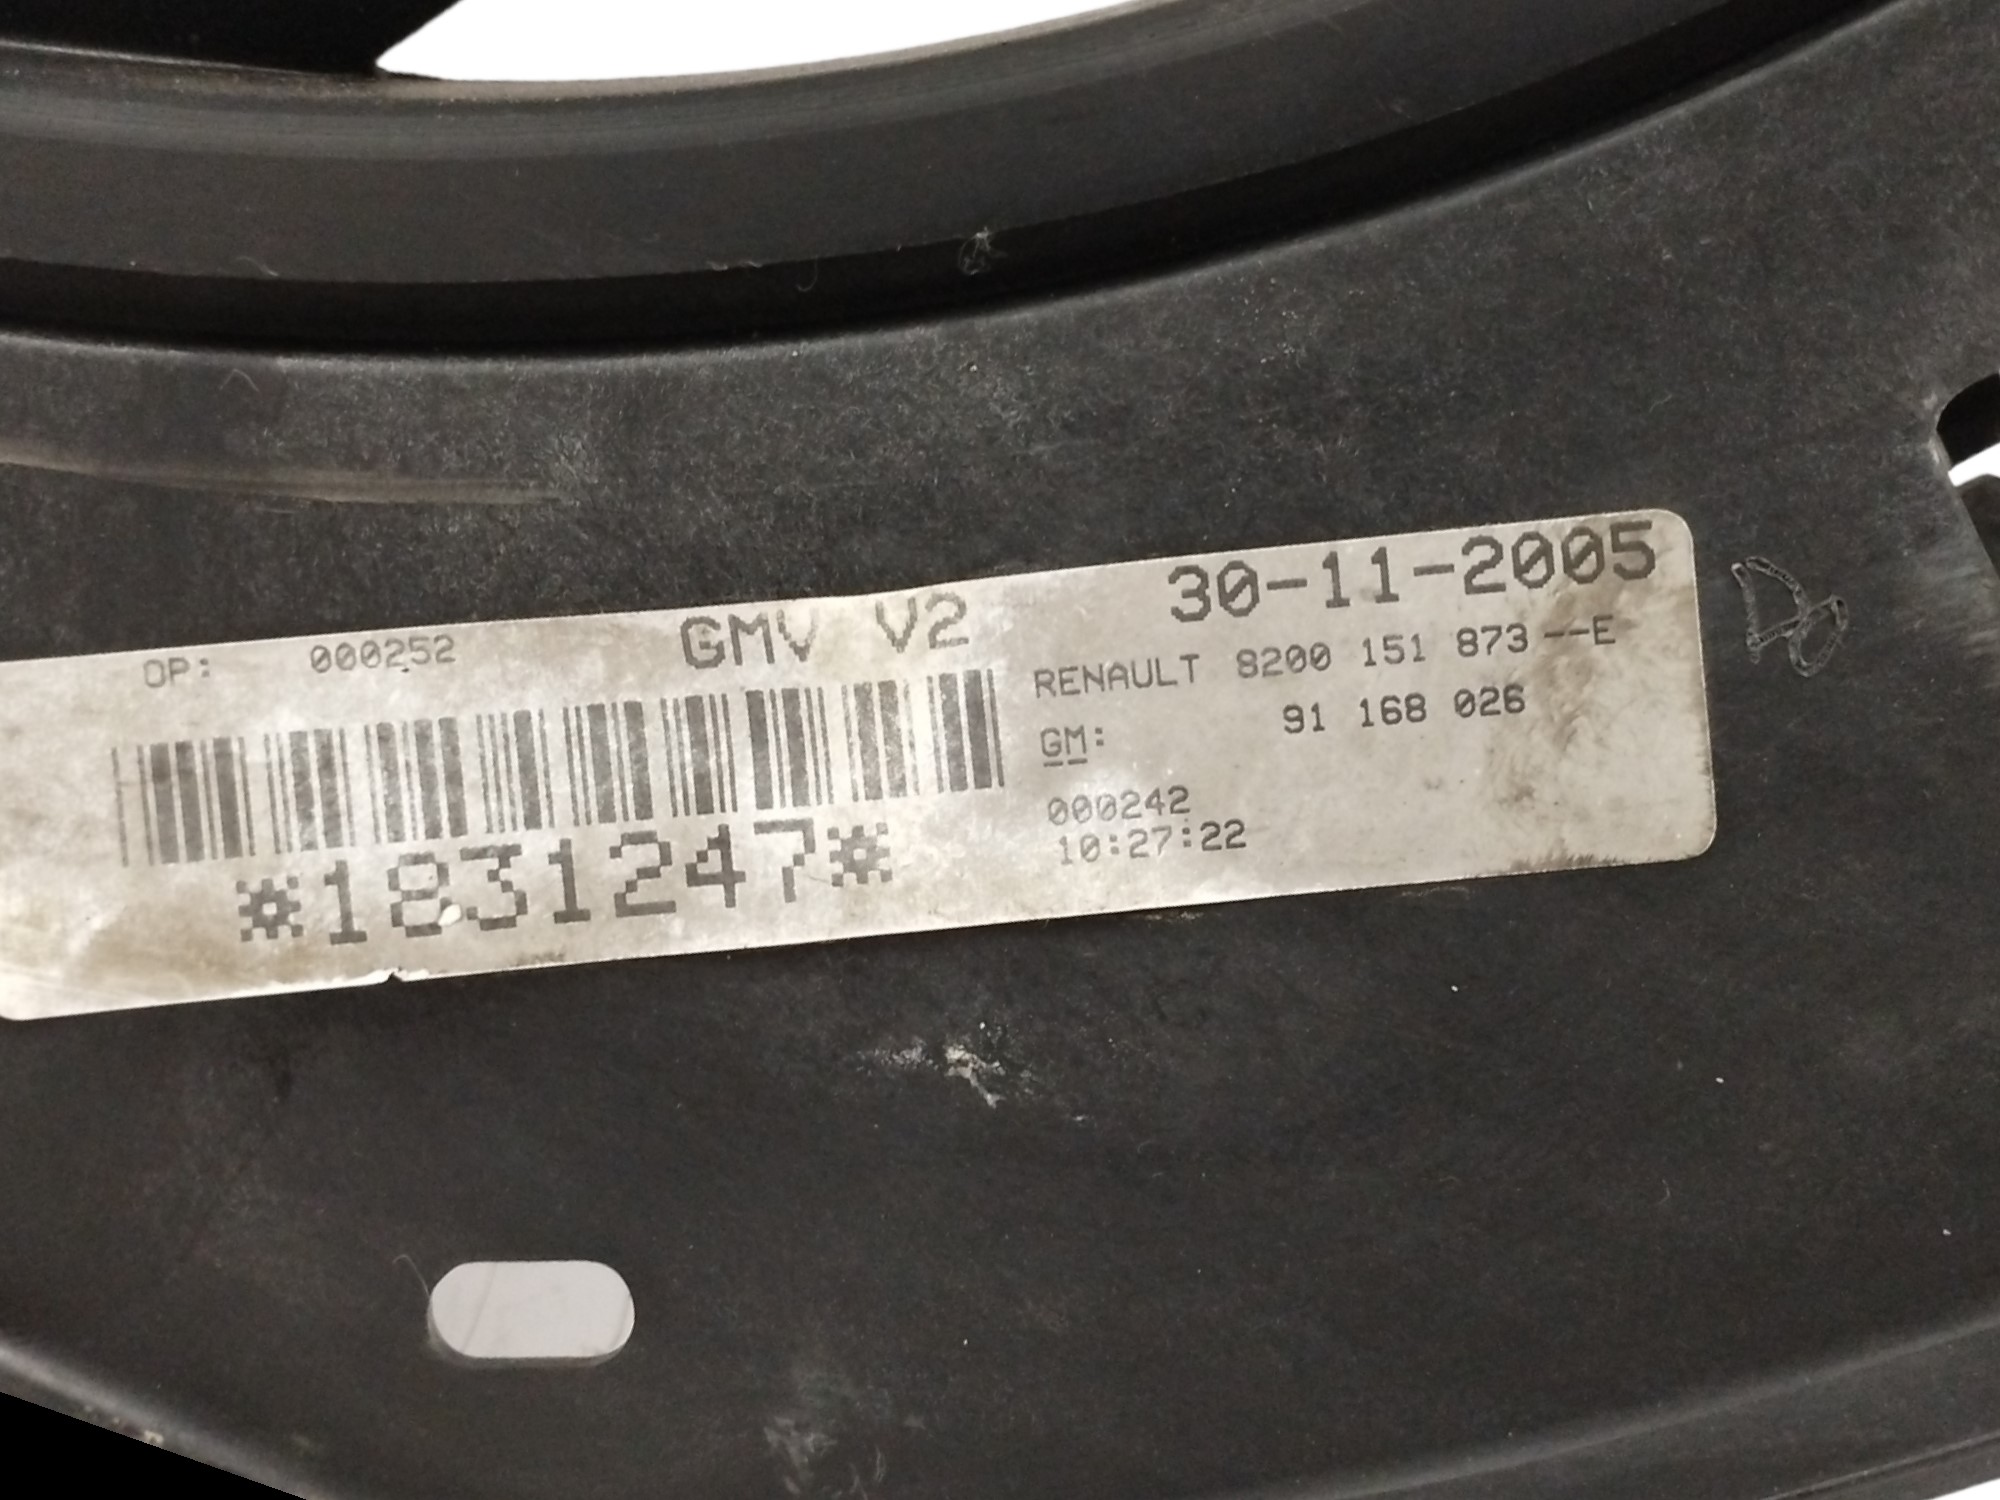 OP: 000252 GMV V2
*1831247*
30-11-2005
RENAULT 8200 151 873--E
GM: 91 168 026
000242
10:27:22